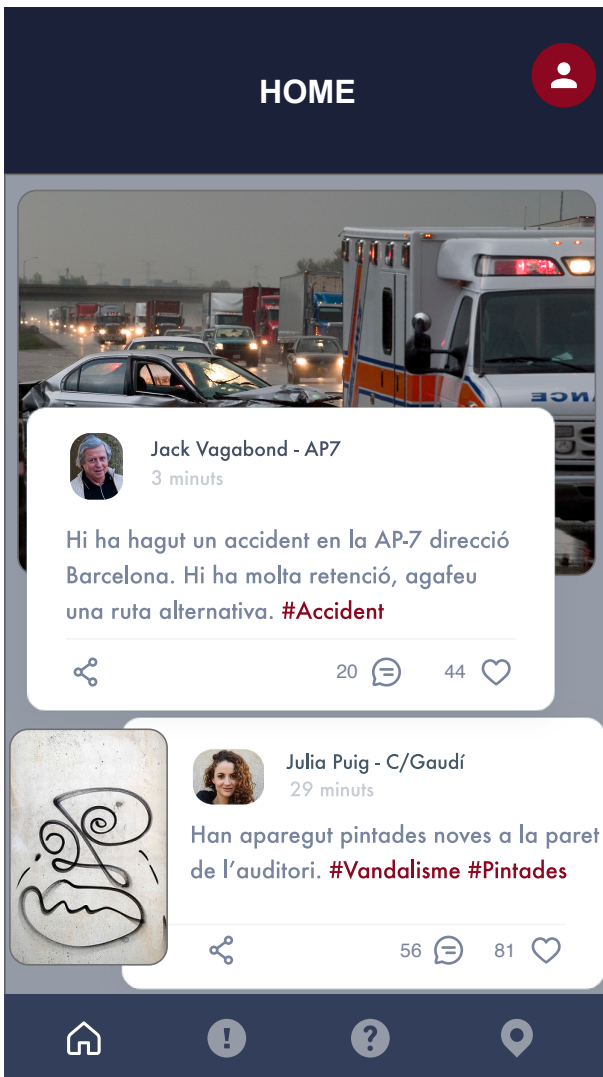 HOME
ƎƆИA
Jack Vagabond - AP7
3 minuts
Hi ha hagut un accident en la AP-7 direcció
Barcelona. Hi ha molta retenció, agafeu
una ruta alternativa. #Accident
20
44
Julia Puig - C/Gaudí
29 minuts
Han aparegut pintades noves a la paret
de l’auditori. #Vandalisme #Pintades
56
81
!
?